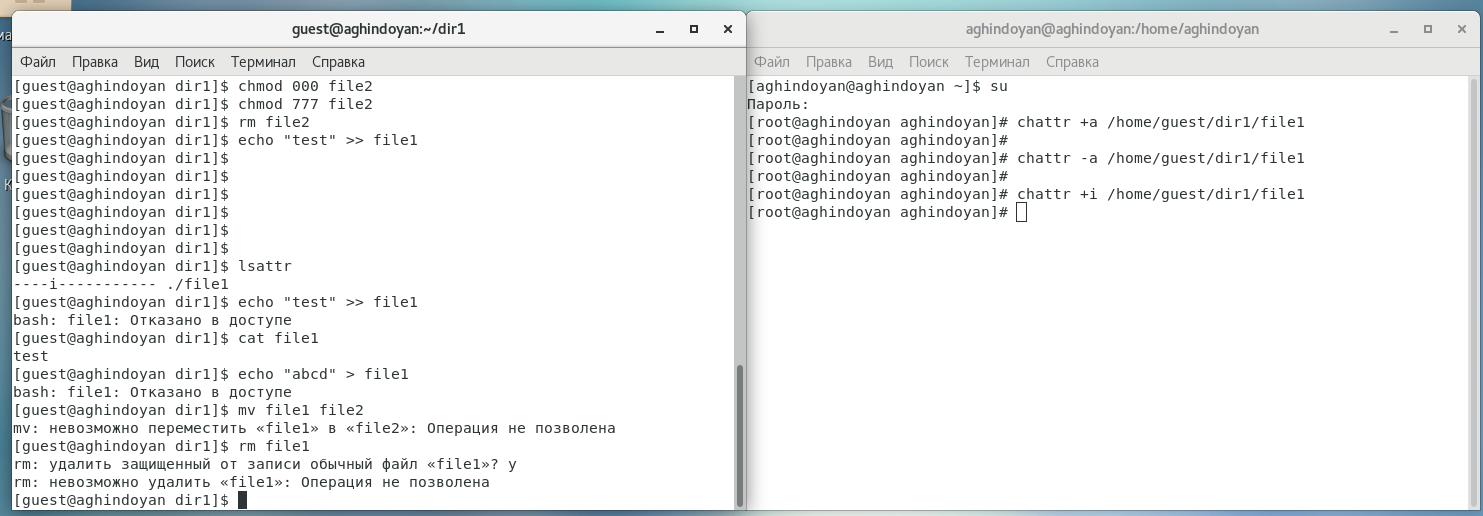 ма
К
guest@aghindoyan:~/dir1
Файл Правка Вид Поиск Терминал Справка
[guest@aghindoyan dir1]$ chmod 000 file2
[guest@aghindoyan dir1]$ chmod 777 file2
[guest@aghindoyan dir1]$ rm file2
[guest@aghindoyan dir1]$ echo "test" >> file1
[guest@aghindoyan dir1]$
[guest@aghindoyan dir1]$
[guest@aghindoyan dir1]$
[guest@aghindoyan dir1]$
[guest@aghindoyan dir1]$
[guest@aghindoyan dir1]$
[guest@aghindoyan dir1]$ lsattr
----i----------- ./file1
[guest@aghindoyan dir1]$ echo "test" >> file1
bash: file1: Отказано в доступе
[guest@aghindoyan dir1]$ cat file1
test
[guest@aghindoyan dir1]$ echo "abcd" > file1
bash: file1: Отказано в доступе
[guest@aghindoyan dir1]$ mv file1 file2
mv: невозможно переместить «file1» в «file2»: Операция не позволена
[guest@aghindoyan dir1]$ rm file1
rm: удалить защищенный от записи обычный файл «file1»? y
rm: невозможно удалить «file1»: Операция не позволена
[guest@aghindoyan dir1]$
aghindoyan@aghindoyan:/home/aghindoyan
Файл Правка Вид Поиск Терминал Справка
[aghindoyan@aghindoyan ~]$ su
Пароль:
[root@aghindoyan aghindoyan]# chattr +a /home/guest/dir1/file1
[root@aghindoyan aghindoyan]#
[root@aghindoyan aghindoyan]# chattr -a /home/guest/dir1/file1
[root@aghindoyan aghindoyan]#
[root@aghindoyan aghindoyan]# chattr +i /home/guest/dir1/file1
[root@aghindoyan aghindoyan]#